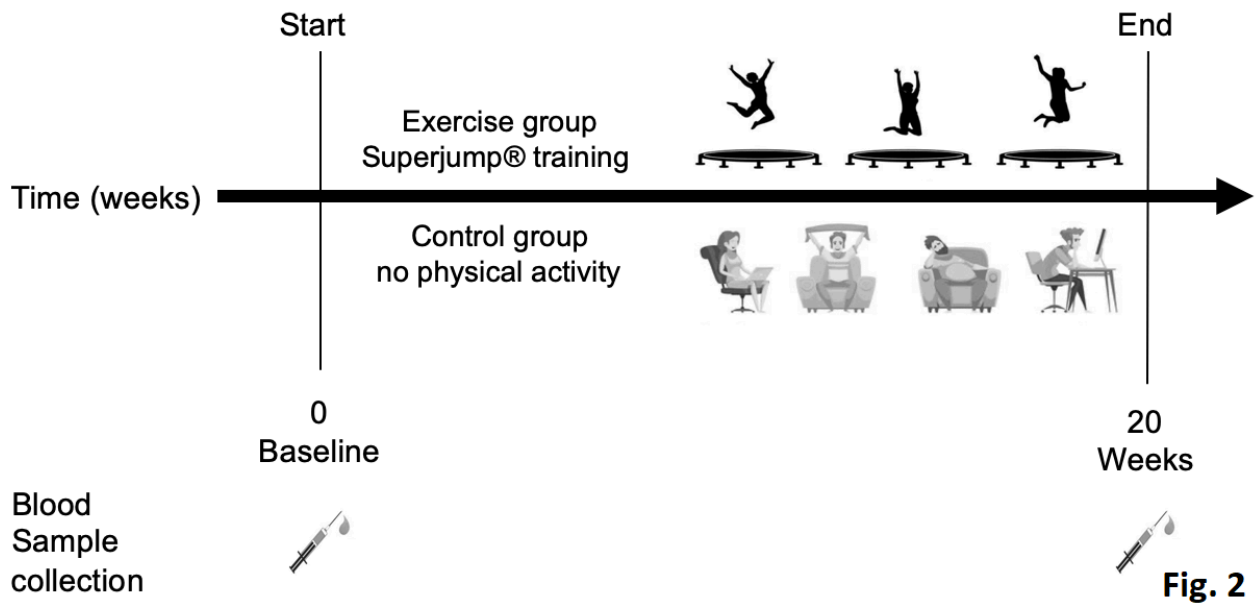 Start
End
Exercise group
Superjump® training
Time (weeks)
Control group
no physical activity
0
Baseline
20
Weeks
Blood
Sample
collection
Fig. 2